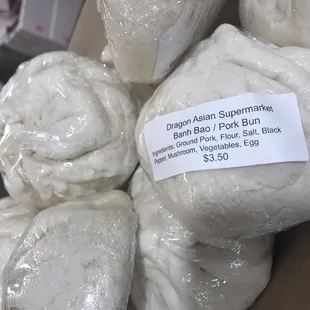 Dragon Asian Supermarket
Banh Bao / Pork Bun
Ingredients: Ground Pork, Flour, Salt, Black
Pepper, Mushroom, Vegetables, Egg
$3.50